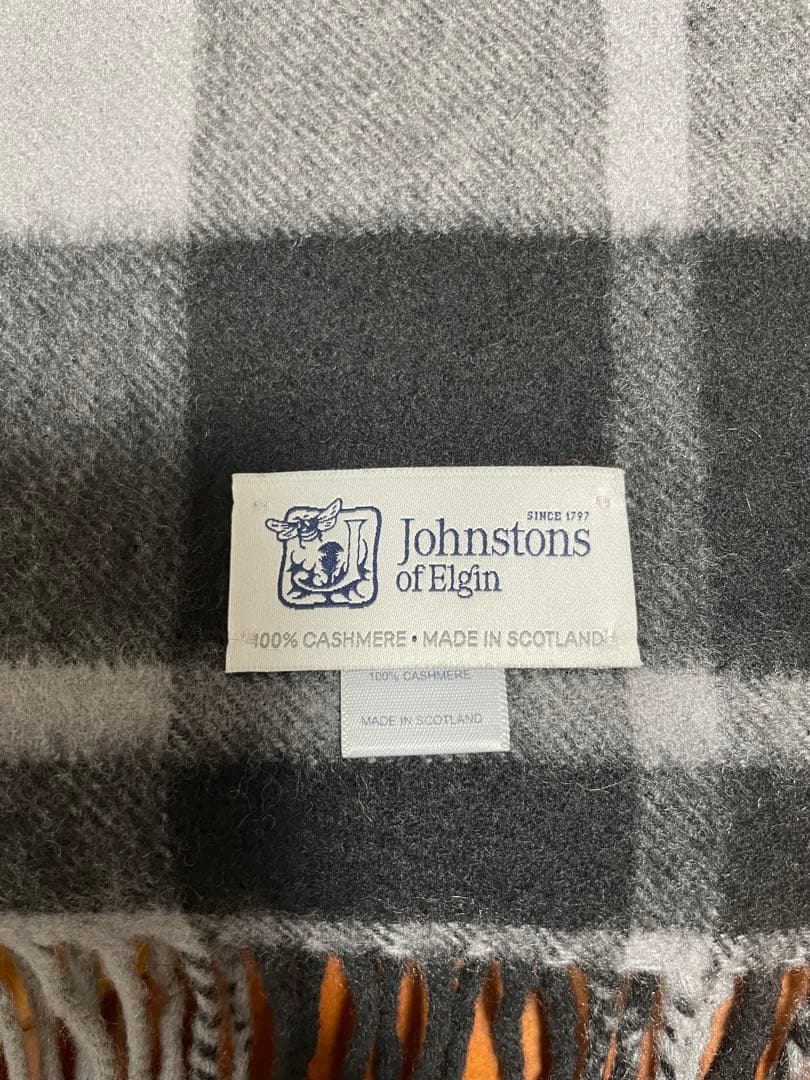 SINCE 1797
Johnstons
of Elgin
100% CASHMERE • MADE IN SCOTLAND
100% CASHMERE
MADE IN SCOTLAND